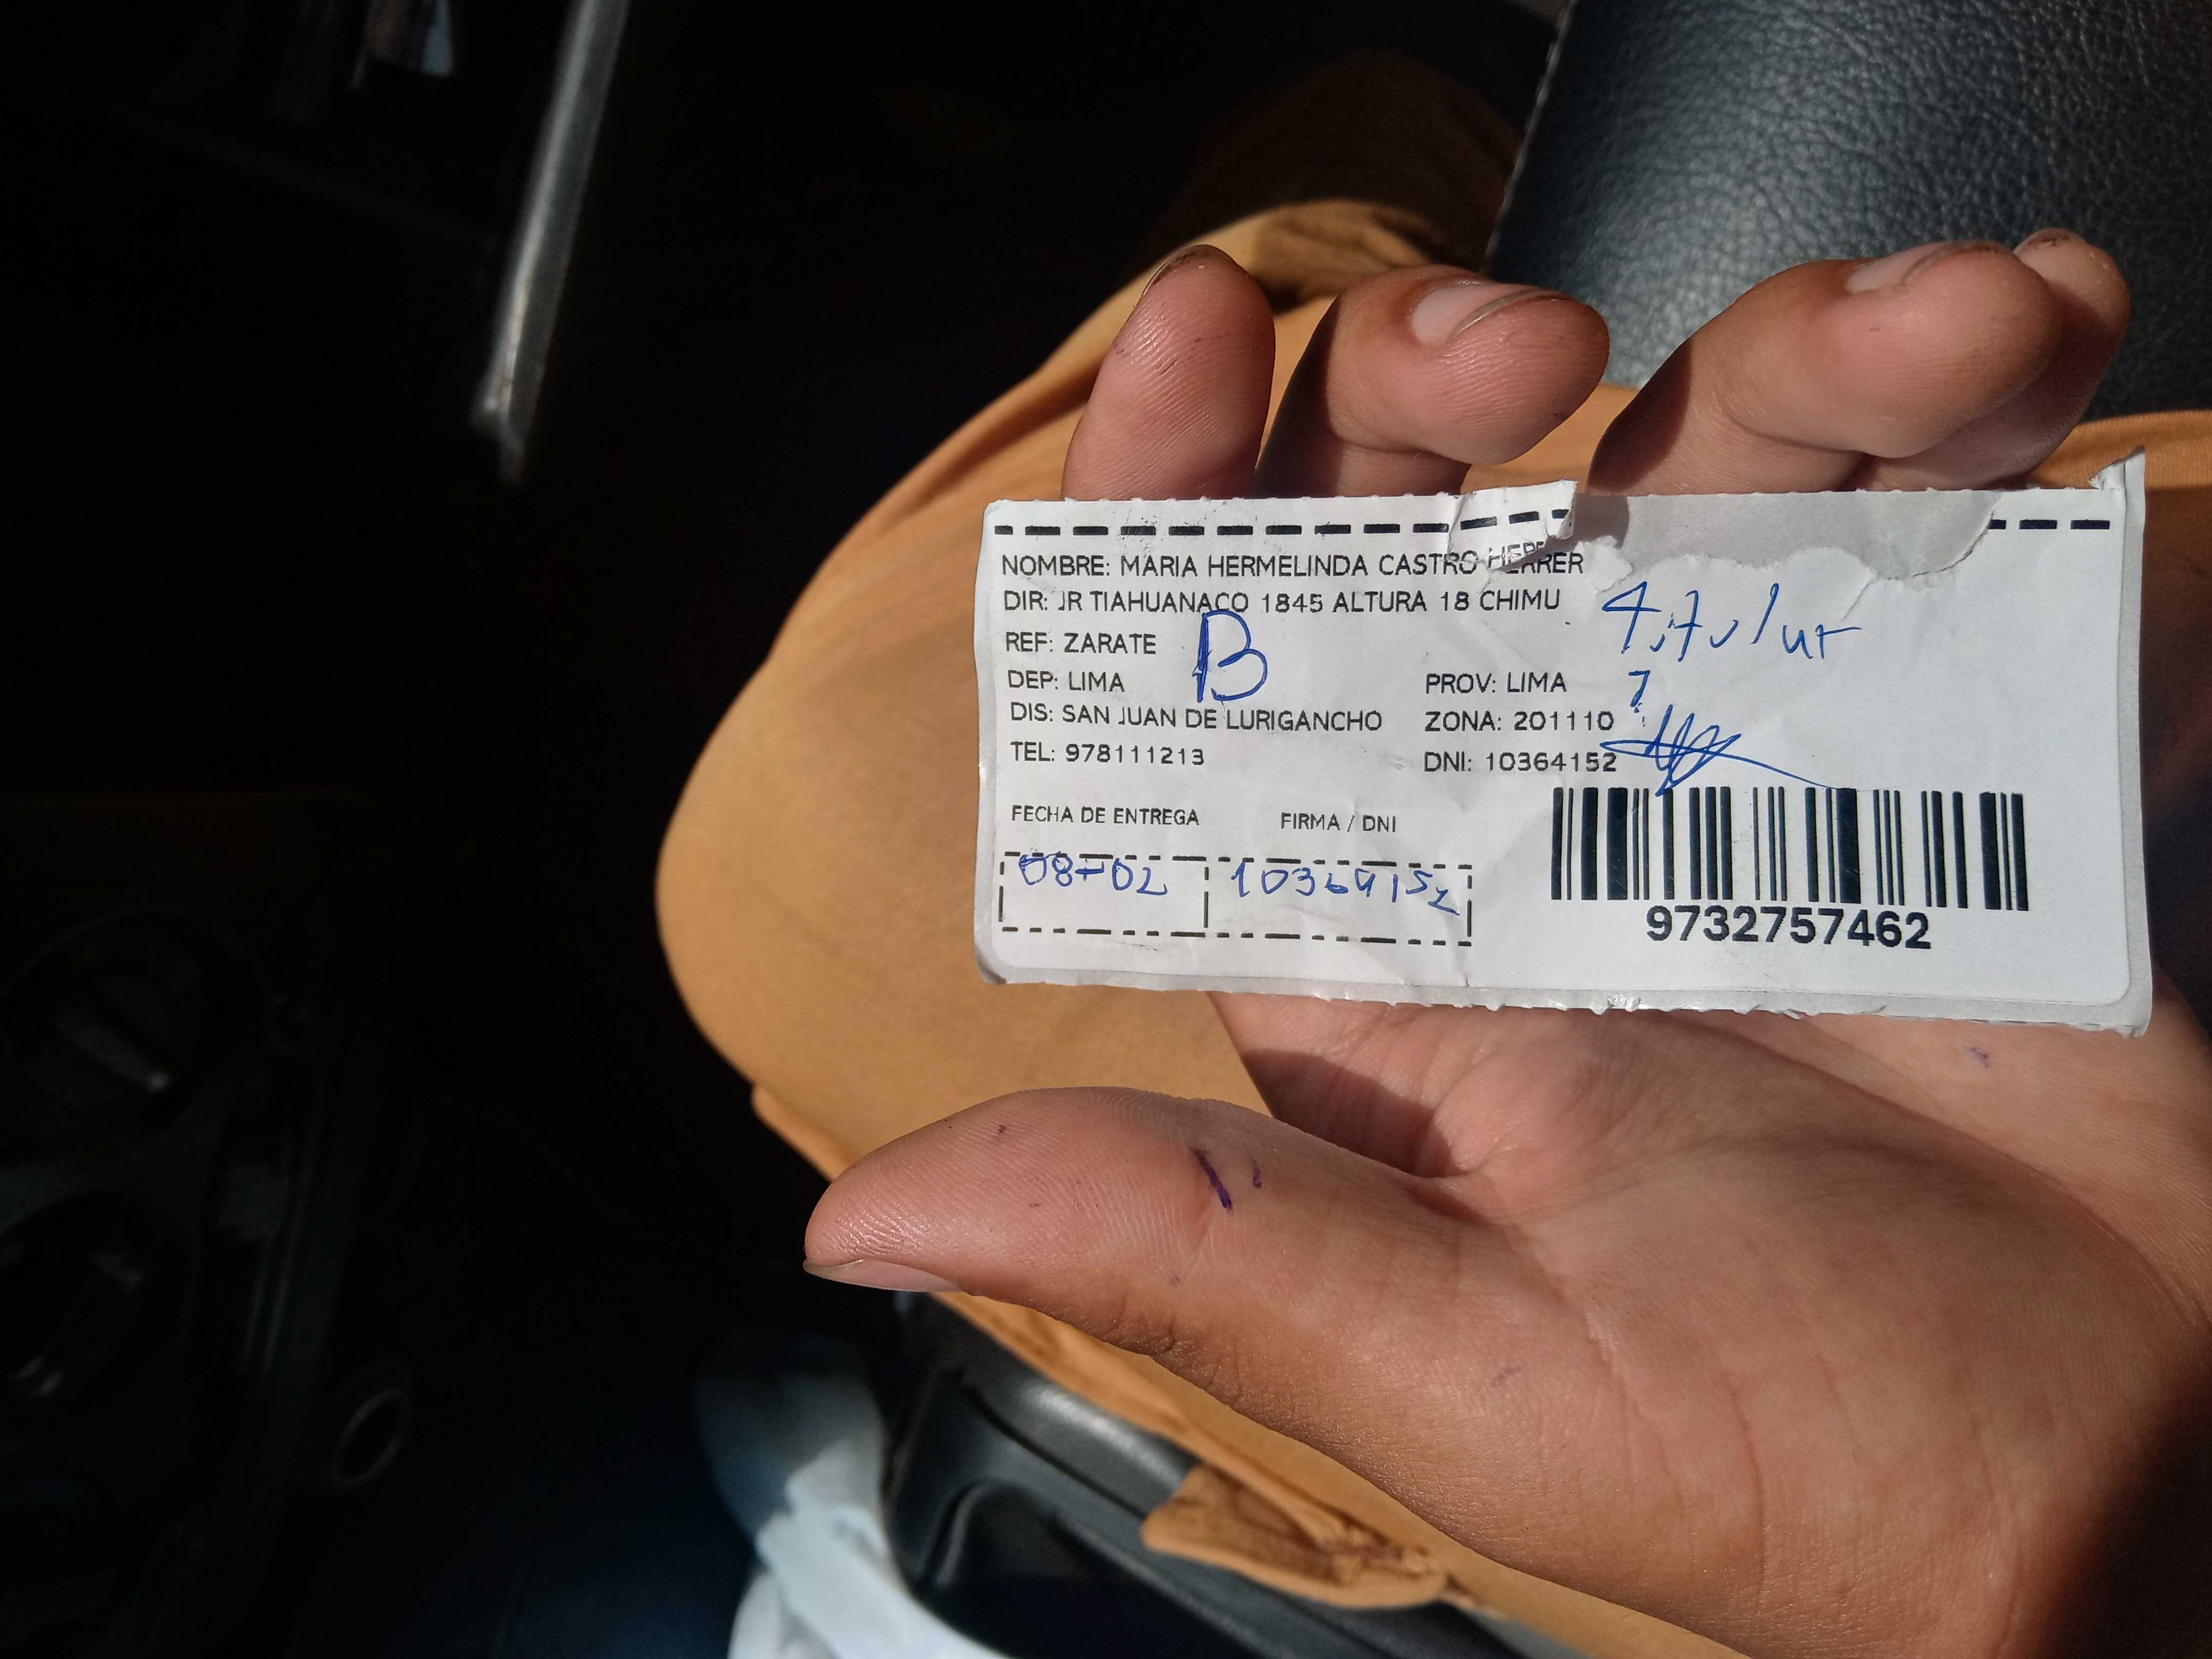 NOMBRE: MARIA HERMELINDA CASTRO HERRER
DIR: JR TIAHUANACO 1845 ALTURA 18 CHIMU
REF: ZARATE
B
DEP: LIMA PROV: LIMA
DIS: SAN JUAN DE LURIGANCHO ZONA: 201110
TEL: 978111213 DNI: 10364152
FECHA DE ENTREGA FIRMA / DNI
08-02 10364152
9732757462